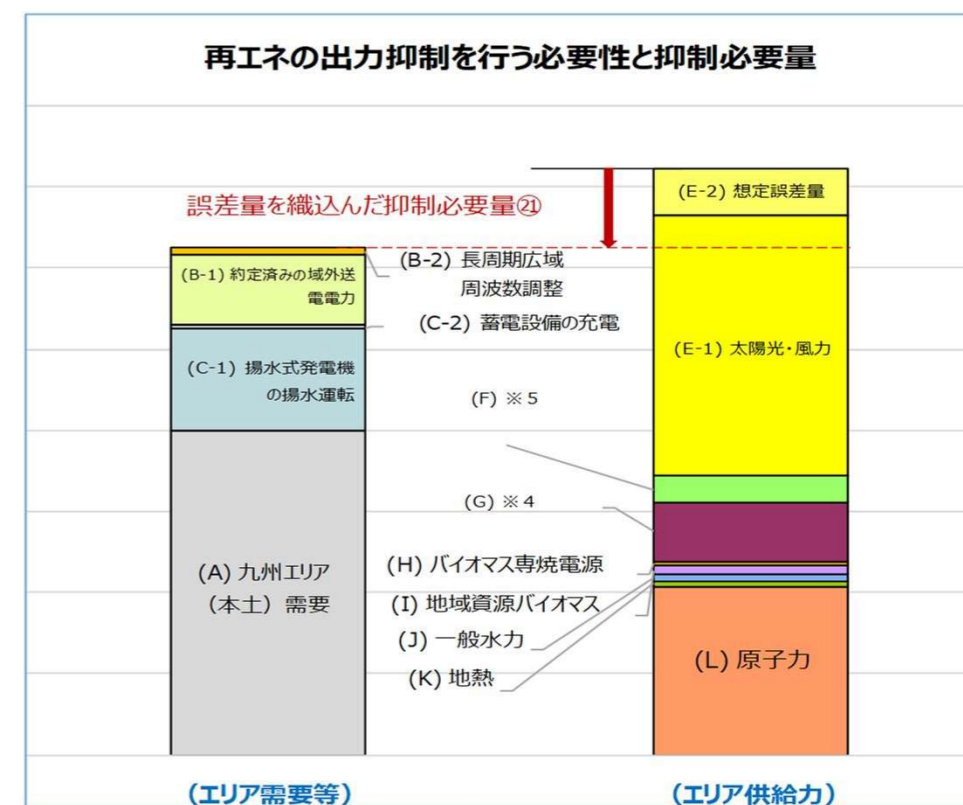 再エネの出力抑制を行う必要性と抑制必要量
誤差量を織込んだ抑制必要量㉑
(E-2) 想定誤差量
(B-2) 長周期広域
周波数調整
(B-1) 約定済みの域外送
電電力
(C-2) 蓄電設備の充電
(E-1) 太陽光・風力
(C-1) 揚水式発電機
の揚水運転
(F) ※５
(G) ※４
(H) バイオマス専焼電源
(A) 九州エリア
（本土）需要
(I) 地域資源バイオマス
(J) 一般水力
(K) 地熱
(L) 原子力
（エリア需要等）
（エリア供給力）